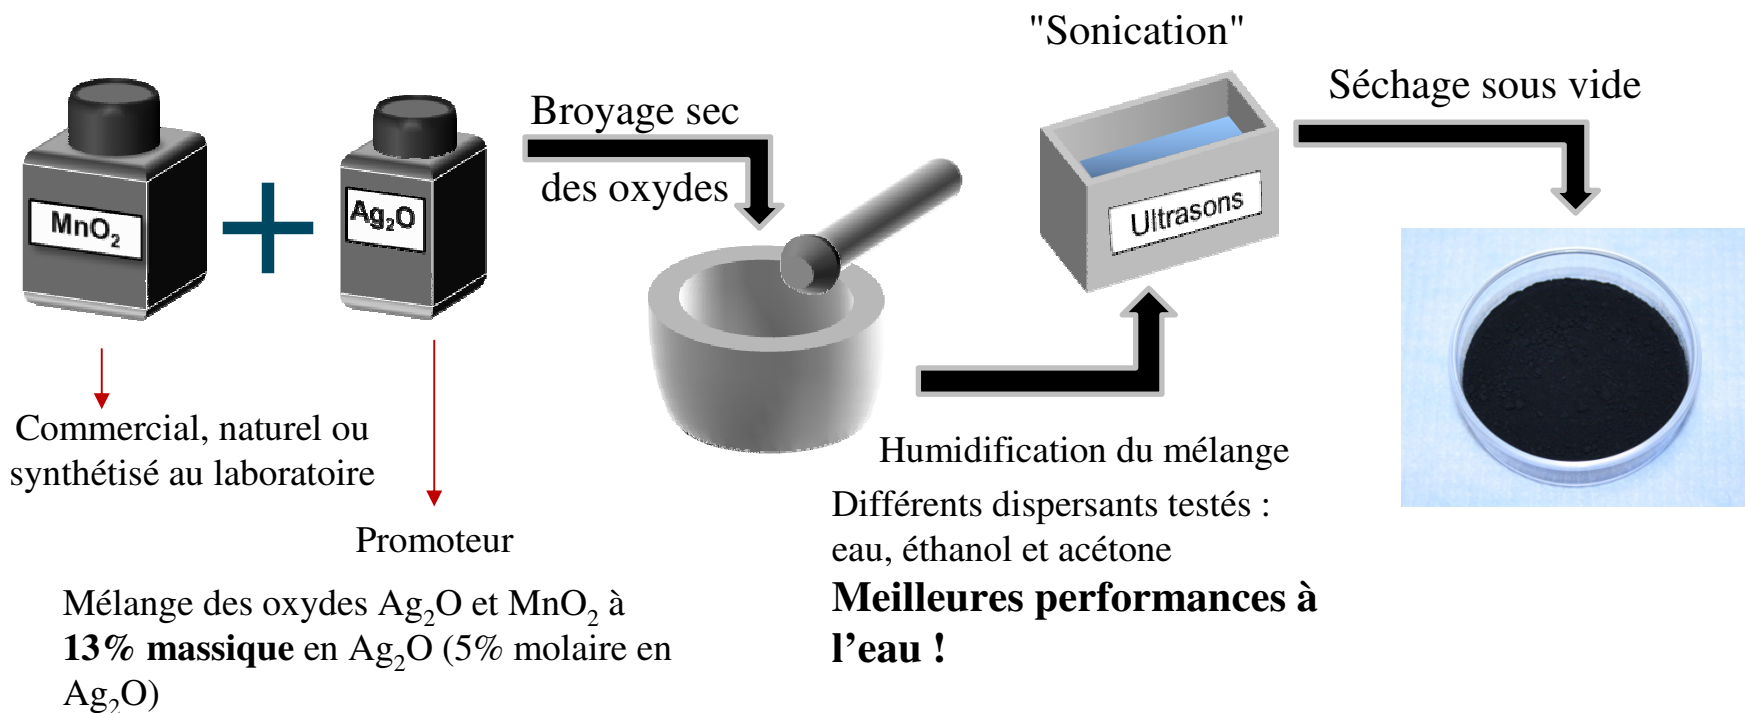 "Sonication"
Séchage sous vide
Broyage sec
des oxydes
MnO₂
Ag₂O
Ultrasons
Commercial, naturel ou
synthétisé au laboratoire
Promoteur
Mélange des oxydes Ag₂O et MnO₂ à
13% massique en Ag₂O (5% molaire en
Ag₂O)
Humidification du mélange
Différents dispersants testés :
eau, éthanol et acétone
Meilleures performances à
l’eau !